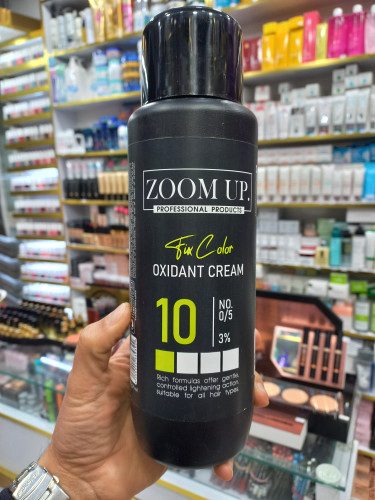 ZOOM UP.
PROFESSIONAL PRODUCTS
Fix Color
OXIDANT CREAM
10
NO.
0/5
3%
Rich formulas offer gentle,
controlled lightening action
suitable for all hair types.